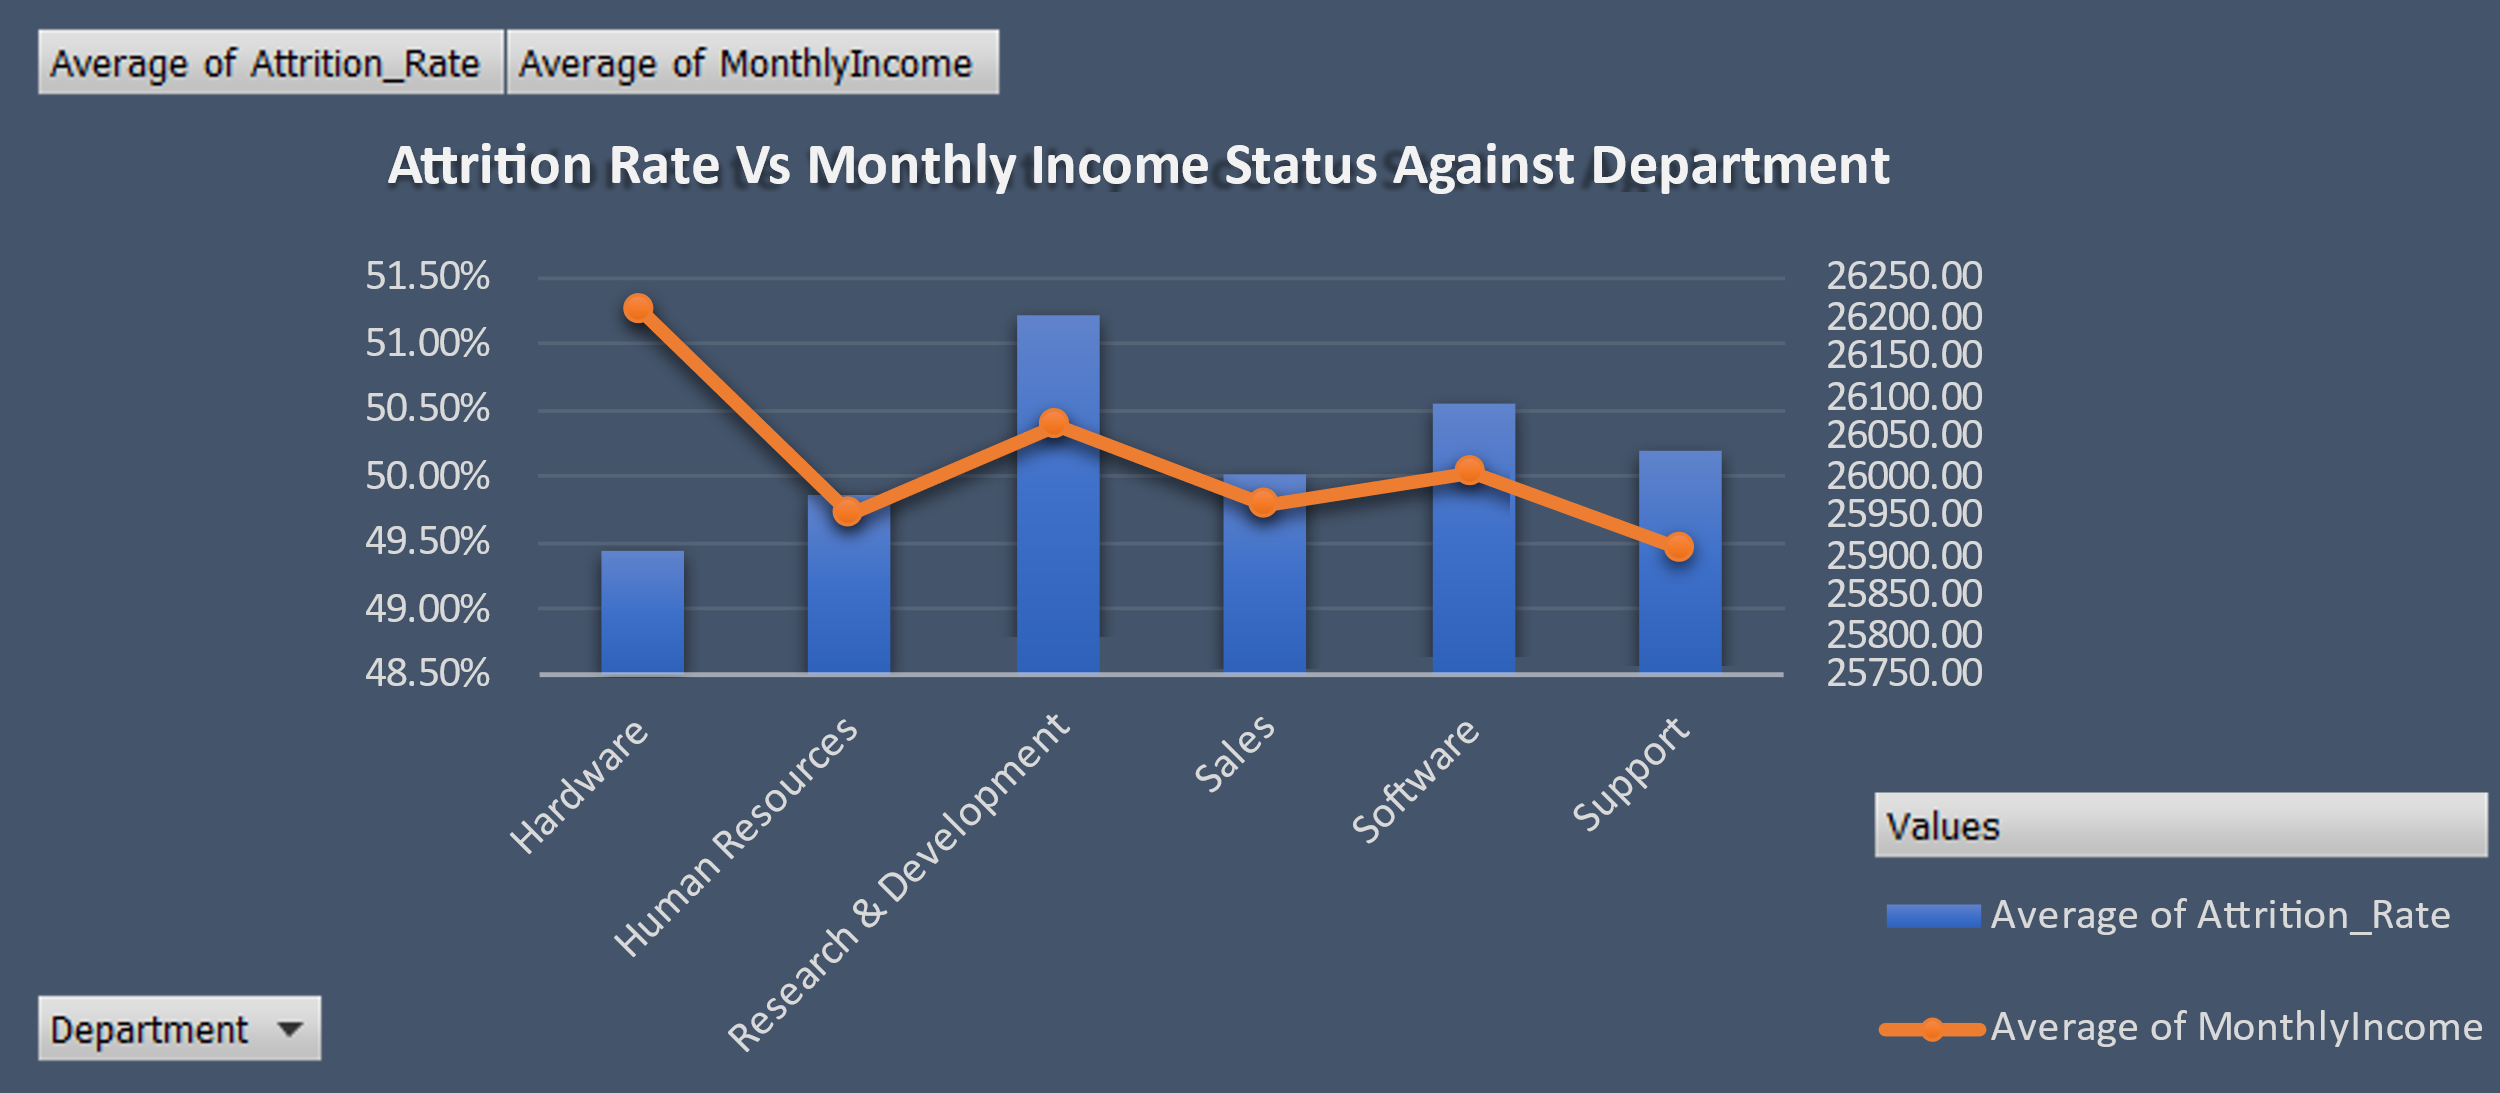 Average of Attrition_Rate
Average of MonthlyIncome
Attrition Rate Vs Monthly Income Status Against Department
51.50%
51.00%
50.50%
50.00%
49.50%
49.00%
48.50%
26250.00
26200.00
26150.00
26100.00
26050.00
26000.00
25950.00
25900.00
25850.00
25800.00
25750.00
Hardware
Human Resources
Research & Development
Sales
Software
Support
Values
Average of Attrition_Rate
Average of MonthlyIncome
Department